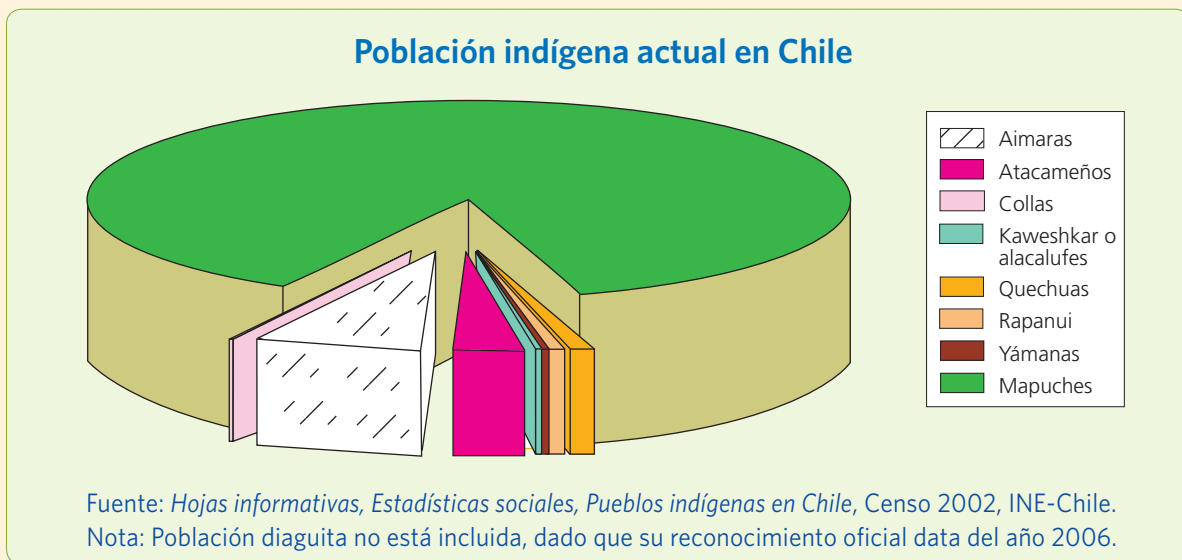 Población indígena actual en Chile
Aimaras
Atacameños
Collas
Kaweshkar o
alacalufes
Quechuas
Rapanui
Yámanas
Mapuches
Fuente: Hojas informativas, Estadísticas sociales, Pueblos indígenas en Chile, Censo 2002, INE-Chile.
Nota: Población diaguita no está incluida, dado que su reconocimiento oficial data del año 2006.